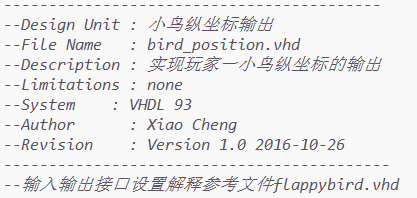 ---------------------------------------------
--Design Unit : 小鸟纵坐标输出
--File Name   : bird_position.vhd
--Description : 实现玩家一小鸟纵坐标的输出
--Limitations : none
--System    : VHDL 93
--Author      : Xiao Cheng
--Revision    : Version 1.0 2016-10-26
----------------------------------------------
--输入输出接口设置解释参考文件flappybird.vhd